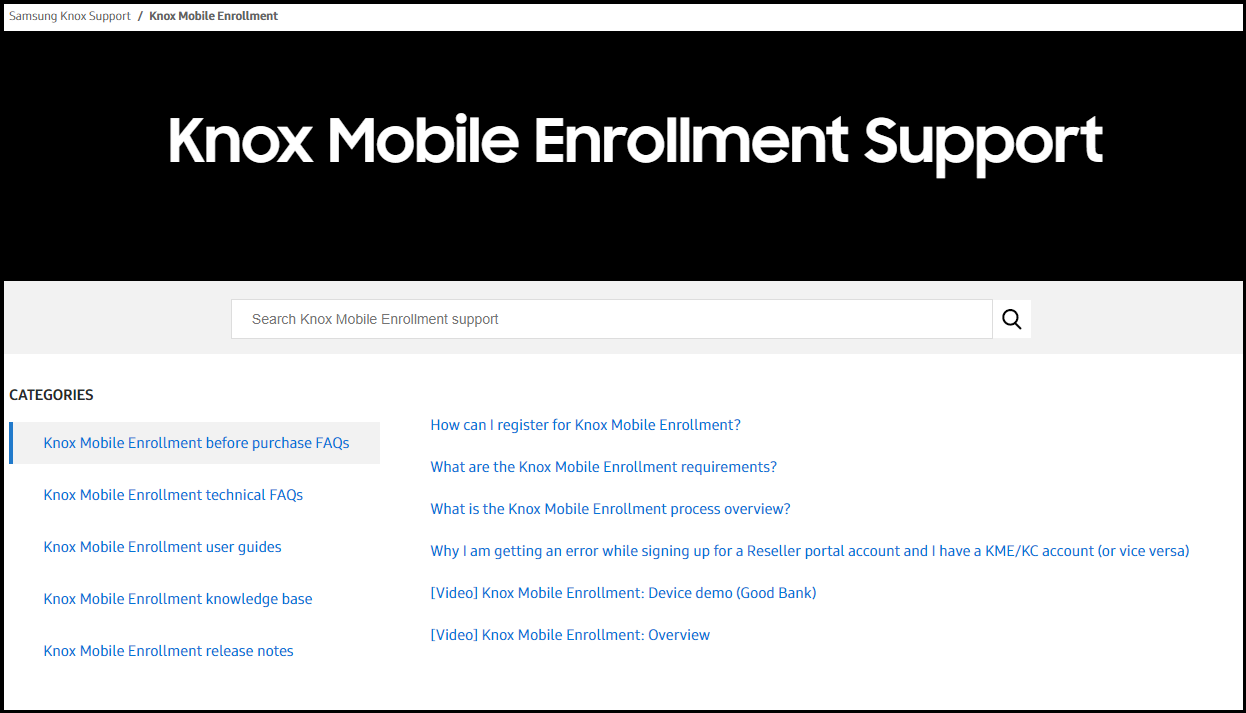 Samsung Knox Support / Knox Mobile Enrollment
Knox Mobile Enrollment Support
Search Knox Mobile Enrollment support
CATEGORIES
Knox Mobile Enrollment before purchase FAQs
Knox Mobile Enrollment technical FAQs
Knox Mobile Enrollment user guides
Knox Mobile Enrollment knowledge base
Knox Mobile Enrollment release notes
How can I register for Knox Mobile Enrollment?
What are the Knox Mobile Enrollment requirements?
What is the Knox Mobile Enrollment process overview?
Why I am getting an error while signing up for a Reseller portal account and I have a KME/KC account (or vice versa)
[Video] Knox Mobile Enrollment: Device demo (Good Bank)
[Video] Knox Mobile Enrollment: Overview